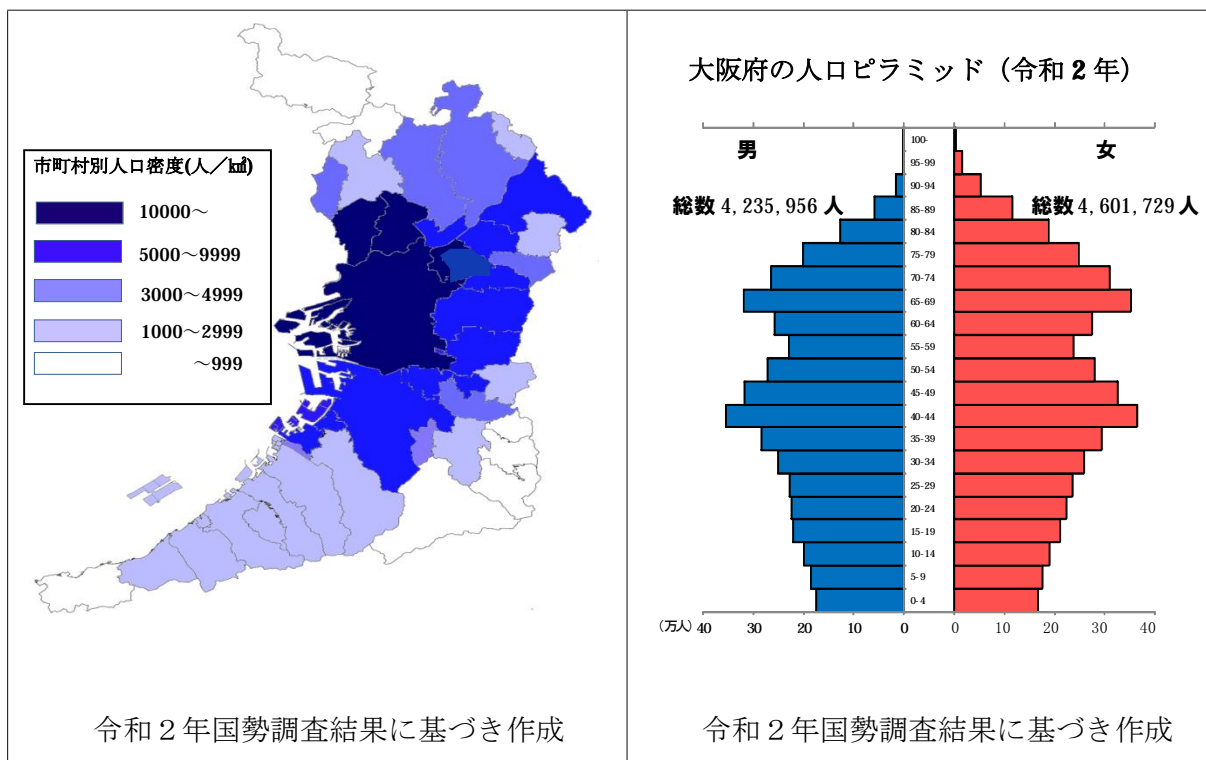 市町村別人口密度(人/㎢)
10000~
5000~9999
3000~4999
1000~2999
~999
令和2年国勢調査結果に基づき作成
大阪府の人口ピラミッド(令和2年)
男
女
総数 4,235,956 人
総数 4,601,729 人
100-
95-99
90-94
85-89
80-84
75-79
70-74
65-69
60-64
55-59
50-54
45-49
40-44
35-39
30-34
25-29
20-24
15-19
10-14
5-9
0-4
(万人) 40 30 20 10 0 0 10 20 30 40
令和2年国勢調査結果に基づき作成